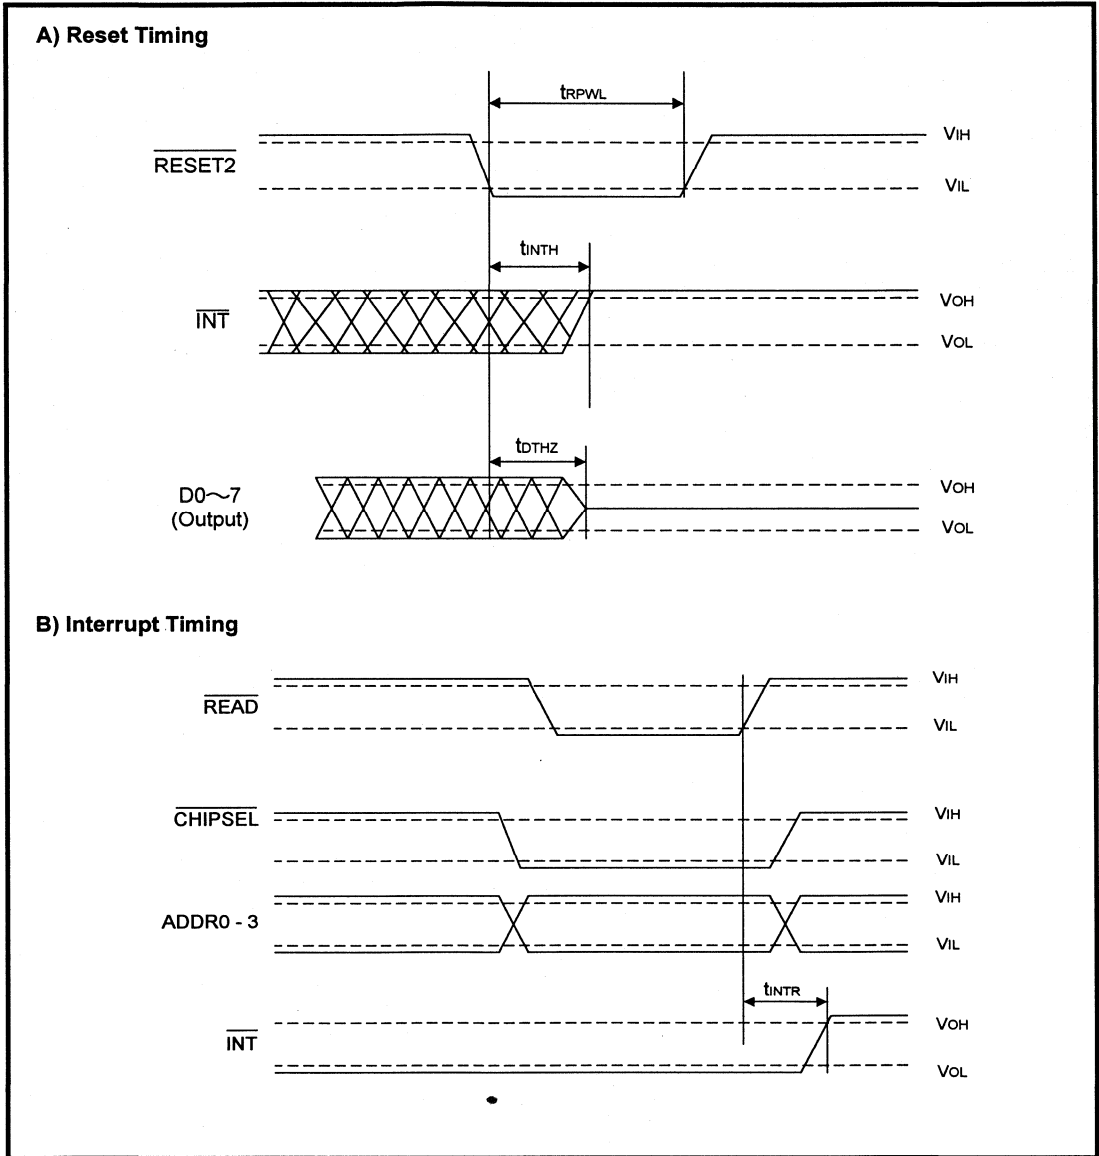 A) Reset Timing
tRPWL
RESET2
VIH
VIL
tINTH
INT
VOH
VOL
tDTHZ
D0～7
(Output)
VOH
VOL
B) Interrupt Timing
READ
VIH
VIL
CHIPSEL
VIH
VIL
ADDR0 - 3
VIH
VIL
tINTR
INT
VOH
VOL